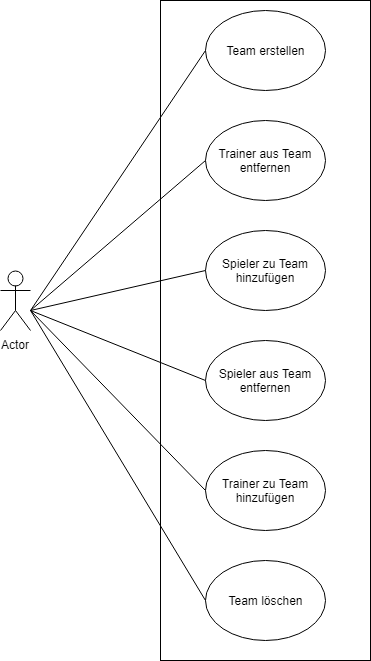 Team erstellen
Trainer aus Team
entfernen
Spieler zu Team
hinzufügen
Actor
Spieler aus Team
entfernen
Trainer zu Team
hinzufügen
Team löschen